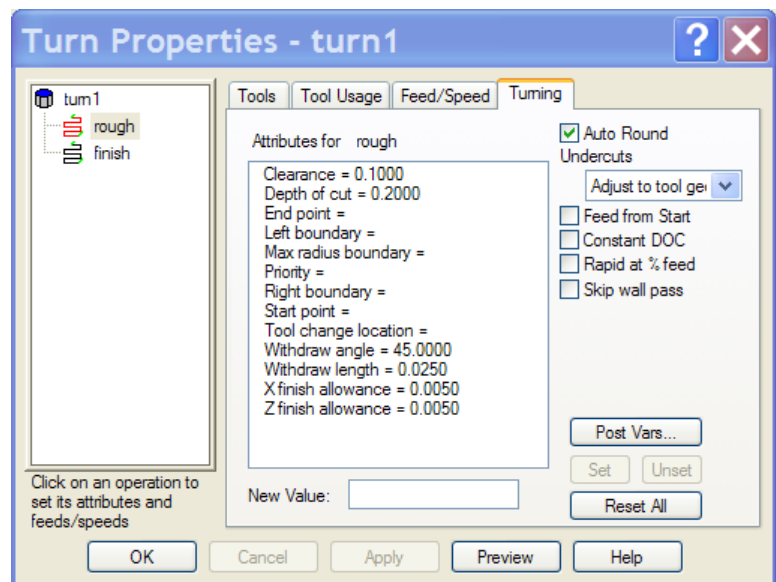 Turn Properties - turn1
turn1
rough
finish
Click on an operation to
set its attributes and
feeds/speeds
Tools
Tool Usage
Feed/Speed
Turning
Attributes for rough
Clearance = 0.1000
Depth of cut = 0.2000
End point =
Left boundary =
Max radius boundary =
Priority =
Right boundary =
Start point =
Tool change location =
Withdraw angle = 45.0000
Withdraw length = 0.0250
X finish allowance = 0.0050
Z finish allowance = 0.0050
New Value:
Auto Round
Undercuts
Adjust to tool geo
Feed from Start
Constant DOC
Rapid at % feed
Skip wall pass
Post Vars...
Set
Unset
Reset All
OK
Cancel
Apply
Preview
Help